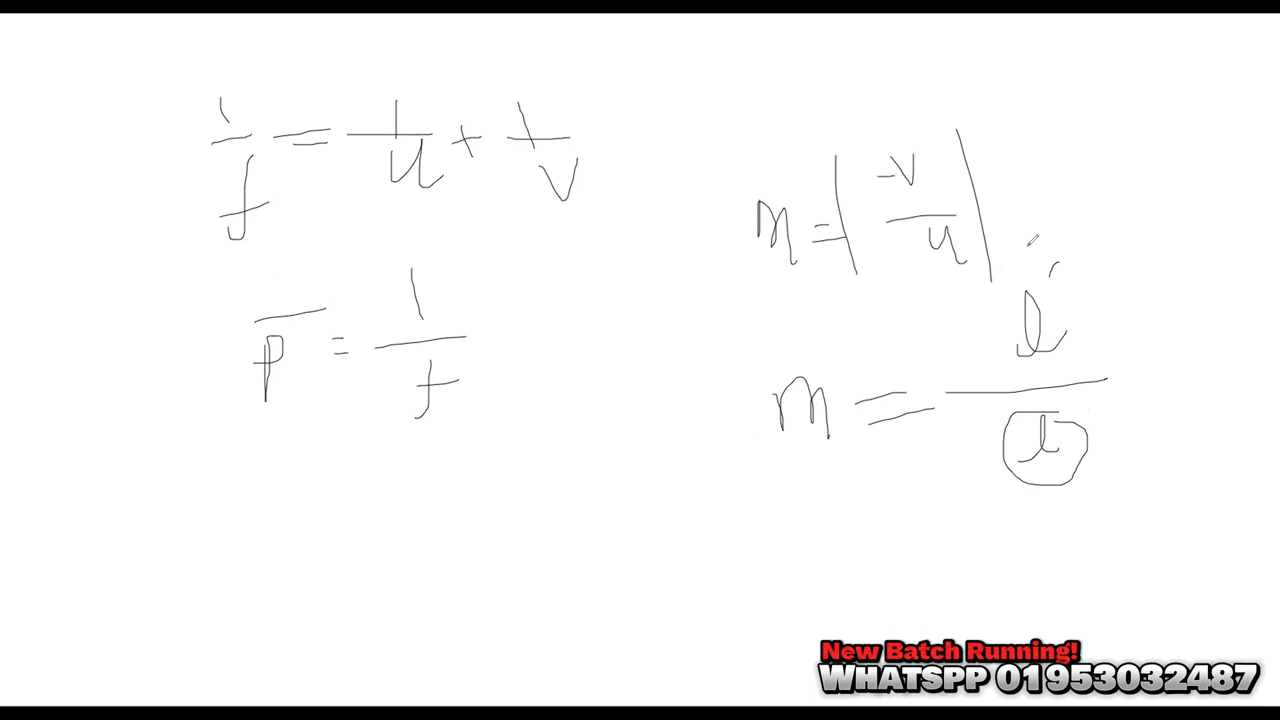 1/f = 1/u + 1/v
m = |-v/u|
P = 1/f
m = l'/l
New Batch Running!
WHATSPP 01953032487